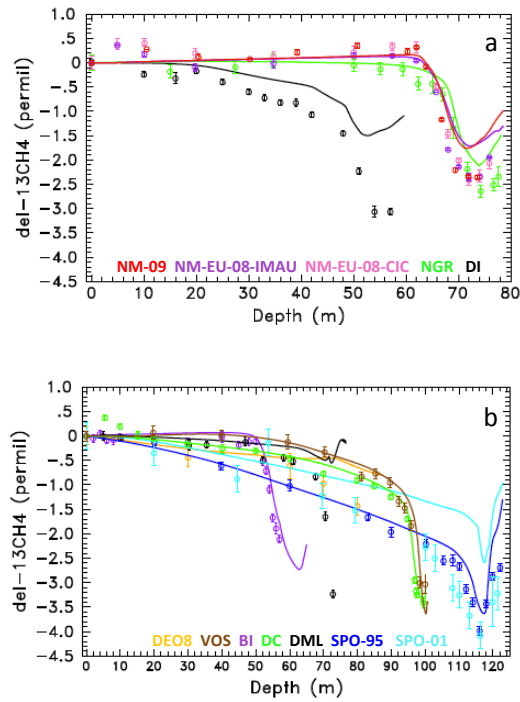 1.0
.5
0
-.5
-1.0
-1.5
-2.0
-2.5
-3.0
-3.5
-4.0
-4.5
del-13CH4 (permil)
a
NM-09 NM-EU-08-IMAU NM-EU-08-CIC NGR DI
0 10 20 30 40 50 60 70 80
Depth (m)
1.0
.5
0
-.5
-1.0
-1.5
-2.0
-2.5
-3.0
-3.5
-4.0
-4.5
del-13CH4 (permil)
b
DEO8 VOS BI DC DML SPO-95 SPO-01
0 10 20 30 40 50 60 70 80 90 100 110 120
Depth (m)